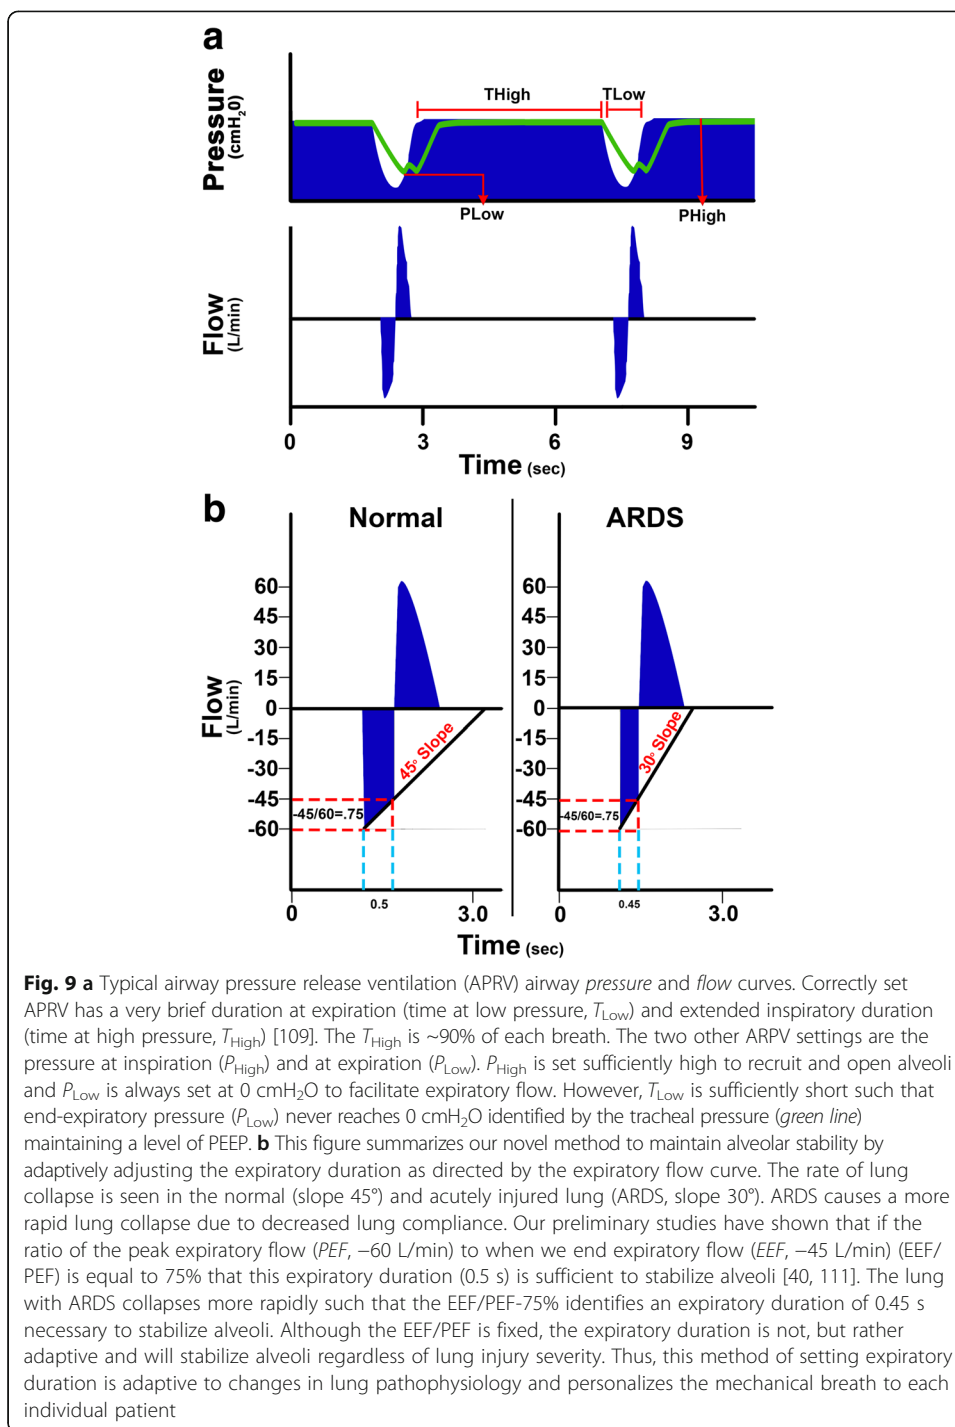 a
Pressure
(cmH20)
THigh
TLow
PLow
PHigh
Flow
(L/min)
0 3 6 9
Time (sec)
b
Normal
ARDS
60
45
30
15
0
-15
-30
-45
-60
Flow
(L/min)
45° Slope
-45/60=.75
0 0.5 3.0
60
45
30
15
0
-15
-30
-45
-60
30° Slope
-45/60=.75
0 0.45 3.0
Time (sec)
Fig. 9 a Typical airway pressure release ventilation (APRV) airway pressure and flow curves. Correctly set
APRV has a very brief duration at expiration (time at low pressure, TLow) and extended inspiratory duration
(time at high pressure, THigh) [109]. The THigh is ~90% of each breath. The two other ARPV settings are the
pressure at inspiration (PHigh) and at expiration (PLow). PHigh is set sufficiently high to recruit and open alveoli
and PLow is always set at 0 cmH2O to facilitate expiratory flow. However, TLow is sufficiently short such that
end-expiratory pressure (PLow) never reaches 0 cmH2O identified by the tracheal pressure (green line)
maintaining a level of PEEP. b This figure summarizes our novel method to maintain alveolar stability by
adaptively adjusting the expiratory duration as directed by the expiratory flow curve. The rate of lung
collapse is seen in the normal (slope 45°) and acutely injured lung (ARDS, slope 30°). ARDS causes a more
rapid lung collapse due to decreased lung compliance. Our preliminary studies have shown that if the
ratio of the peak expiratory flow (PEF, −60 L/min) to when we end expiratory flow (EEF, −45 L/min) (EEF/
PEF) is equal to 75% that this expiratory duration (0.5 s) is sufficient to stabilize alveoli [40, 111]. The lung
with ARDS collapses more rapidly such that the EEF/PEF-75% identifies an expiratory duration of 0.45 s
necessary to stabilize alveoli. Although the EEF/PEF is fixed, the expiratory duration is not, but rather
adaptive and will stabilize alveoli regardless of lung injury severity. Thus, this method of setting expiratory
duration is adaptive to changes in lung pathophysiology and personalizes the mechanical breath to each
individual patient